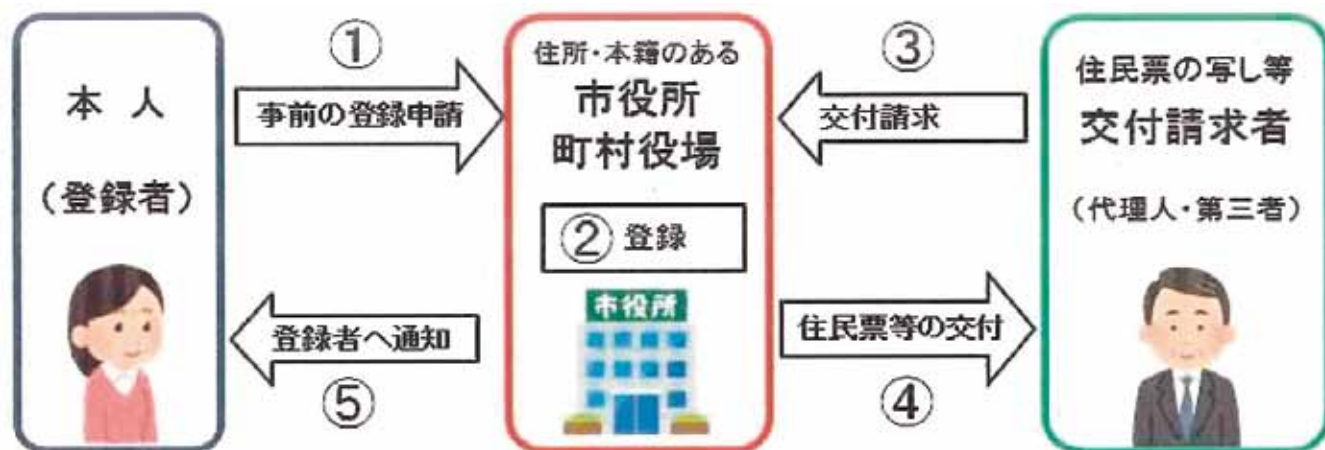 本人
（登録者）
①
事前の登録申請
住所・本籍のある
市役所
町村役場
②登録
市役所
③
交付請求
住民票の写し等
交付請求者
（代理人・第三者）
住民票等の交付
④
登録者へ通知
⑤